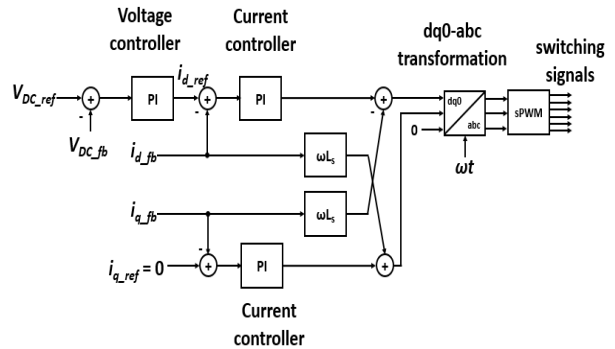 Voltage
controller
Current
controller
dq0-abc
transformation
switching
signals
V_DC_ref
+
-
V_DC_fb
PI
i_d_ref
+
-
PI
+
-
dq0
abc
sPWM
0
ωt
i_d_fb
ωL_s
i_q_fb
ωL_s
-
i_q_ref = 0
+
PI
+
Current
controller